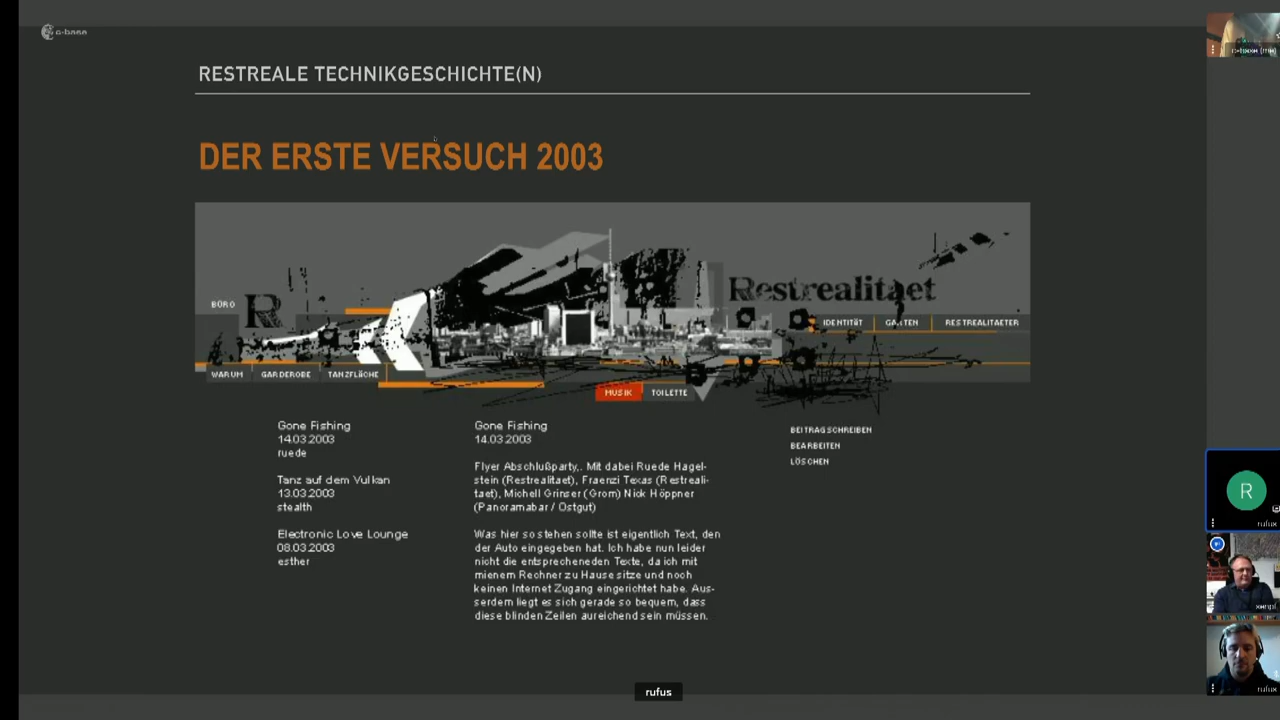 c-base
RESTREALE TECHNIKGESCHICHTE(N)
DER ERSTE VERSUCH 2003
BÜRO
R
Restrealitaet
IDENTITÄT
GARTEN
RESTREALITAETER
WARUM
GARDEROBE
TANZFLÄCHE
MUSIK
TOILETTE
Gone Fishing
14.03.2003
ruede
Tanz auf dem Vulkan
13.03.2003
stealth
Electronic Love Lounge
08.03.2003
esther
Gone Fishing
14.03.2003
Flyer Abschlußparty,. Mit dabei Ruede Hagel-
stein (Restrealitaet), Fraenzi Texas (Restreali-
taet), Michell Grinser (Grom) Nick Höppner
(Panoramabar / Ostgut)
Was hier so stehen sollte ist eigentlich Text, den
der Auto eingegeben hat. Ich habe nun leider
nicht die entsprecheneden Texte, da ich mit
mienem Rechner zu Hause sitze und noch
keinen Internet Zugang eingerichtet habe. Aus-
serdem liegt es sich gerade so bequem, dass
diese blinden Zeilen aureichend sein müssen.
BEITRAG SCHREIBEN
BEARBEITEN
LÖSCHEN
R
rufus
rufus
rufus